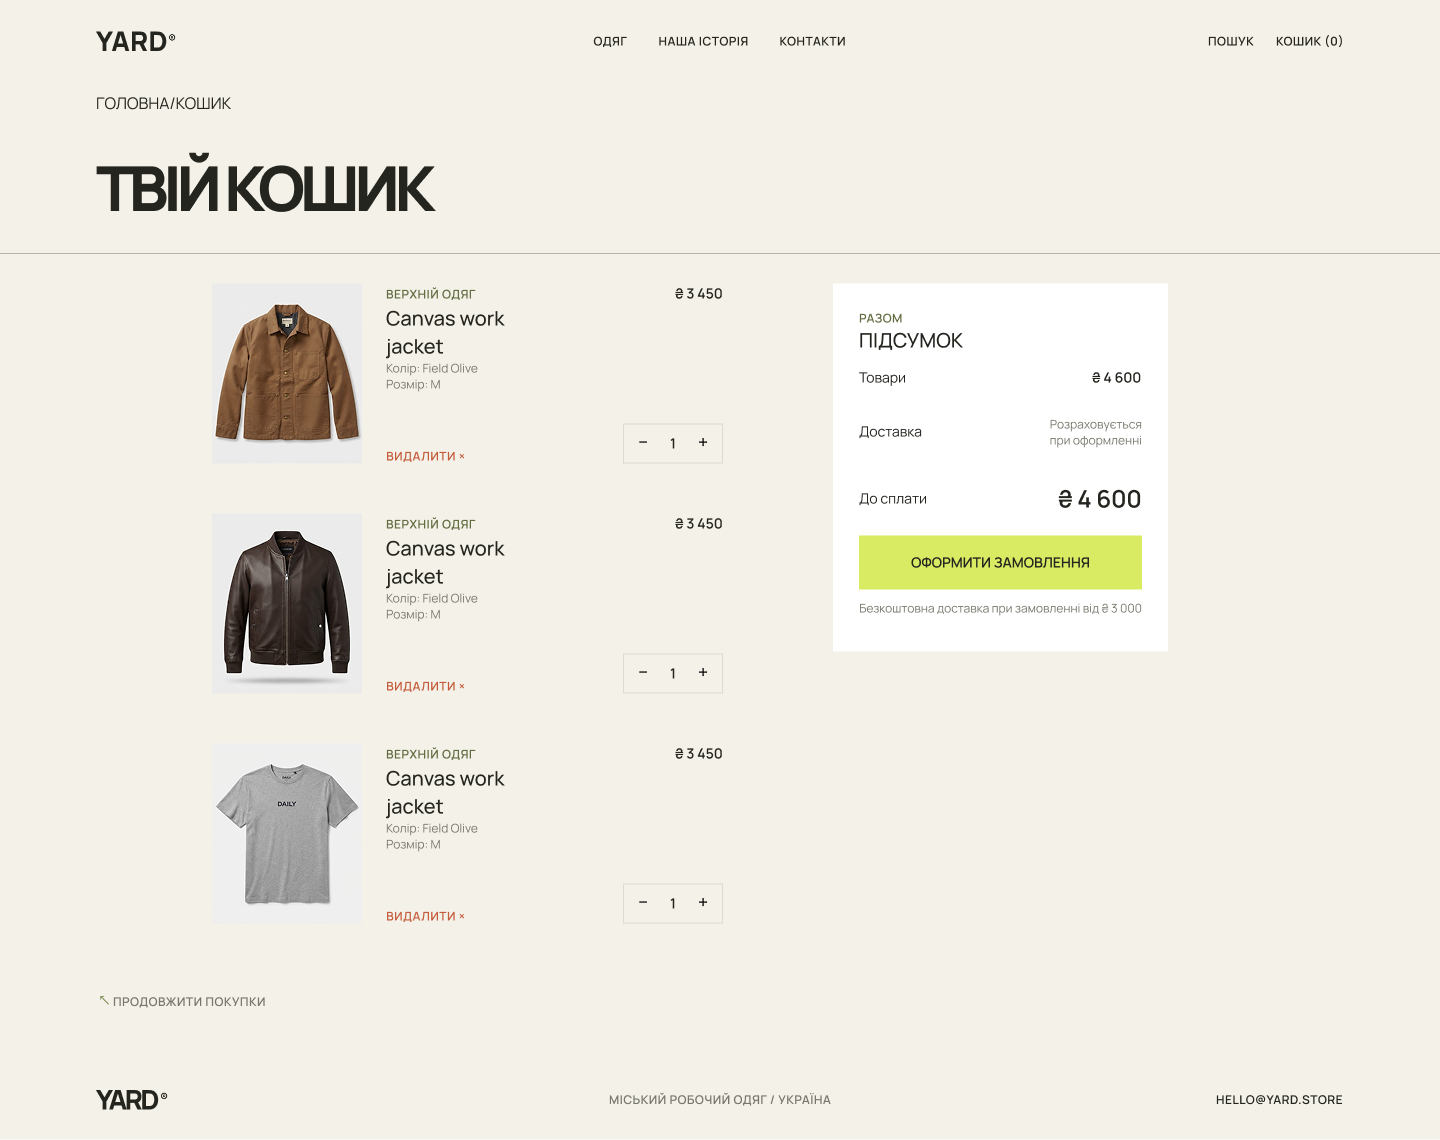 YARD®
ОДЯГ НАША ІСТОРІЯ КОНТАКТИ
ПОШУК КОШИК (0)
ГОЛОВНА/КОШИК
ТВІЙ КОШИК
ВЕРХНІЙ ОДЯГ
₴ 3 450
Canvas work
jacket
Колір: Field Olive
Розмір: M
ВИДАЛИТИ ×
− 1 +
ВЕРХНІЙ ОДЯГ
₴ 3 450
Canvas work
jacket
Колір: Field Olive
Розмір: M
ВИДАЛИТИ ×
− 1 +
DAILY
ВЕРХНІЙ ОДЯГ
₴ 3 450
Canvas work
jacket
Колір: Field Olive
Розмір: M
ВИДАЛИТИ ×
− 1 +
РАЗОМ
ПІДСУМОК
Товари ₴ 4 600
Доставка
Розраховується
при оформленні
До сплати ₴ 4 600
ОФОРМИТИ ЗАМОВЛЕННЯ
Безкоштовна доставка при замовленні від ₴ 3 000
↖ ПРОДОВЖИТИ ПОКУПКИ
YARD®
МІСЬКИЙ РОБОЧИЙ ОДЯГ / УКРАЇНА
HELLO@YARD.STORE